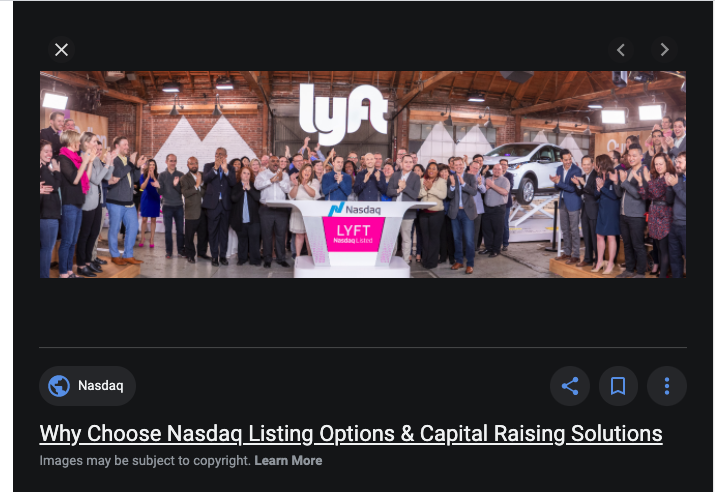 lyft
Nasdaq
LYFT
Nasdaq Listed
Nasdaq
Why Choose Nasdaq Listing Options & Capital Raising Solutions
Images may be subject to copyright. Learn More